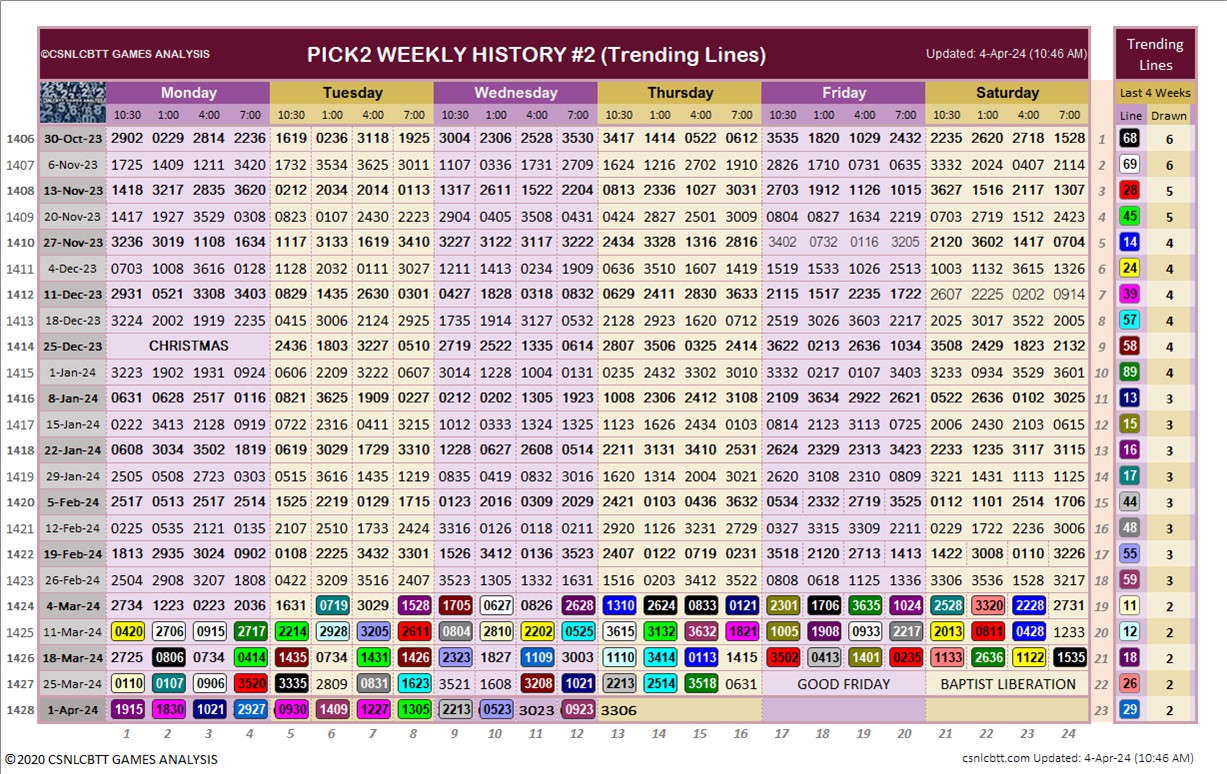 ©CSNLCBTT GAMES ANALYSIS PICK2 WEEKLY HISTORY #2 (Trending Lines) Updated: 4-Apr-24 (10:46 AM) Trending Lines
Monday Tuesday Wednesday Thursday Friday Saturday Last 4 Weeks
10:30 1:00 4:00 7:00 10:30 1:00 4:00 7:00 10:30 1:00 4:00 7:00 10:30 1:00 4:00 7:00 10:30 1:00 4:00 7:00 10:30 1:00 4:00 7:00 Line Drawn
1406 30-Oct-23 2902 0229 2814 2236 1619 0236 3118 1925 3004 2306 2528 3530 3417 1414 0522 0612 3535 1820 1029 2432 2235 2620 2718 1528 1 68 6
1407 6-Nov-23 1725 1409 1211 3420 1732 3534 3625 3011 1107 0336 1731 2709 1624 1216 2702 1910 2826 1710 0731 0635 3332 2024 0407 2114 2 69 6
1408 13-Nov-23 1418 3217 2835 3620 0212 2034 2014 0113 1317 2611 1522 2204 0813 2336 1027 3031 2703 1912 1126 1015 3627 1516 2117 1307 3 28 5
1409 20-Nov-23 1417 1927 3529 0308 0823 0107 2430 2223 2904 0405 3508 0431 0424 2827 2501 3009 0804 0827 1634 2219 0703 2719 1512 2423 4 45 5
1410 27-Nov-23 3236 3019 1108 1634 1117 3133 1619 3410 3227 3122 3117 3222 2434 3328 1316 2816 3402 0732 0116 3205 2120 3602 1417 0704 5 14 4
1411 4-Dec-23 0703 1008 3616 0128 1128 2032 0111 3027 1211 1413 0234 1909 0636 3510 1607 1419 1519 1533 1026 2513 1003 1132 3615 1326 6 24 4
1412 11-Dec-23 2931 0521 3308 3403 0829 1435 2630 0301 0427 1828 0318 0832 0629 2411 2830 3633 2115 1517 2235 1722 2607 2225 0202 0914 7 39 4
1413 18-Dec-23 3224 2002 1919 2235 0415 3006 2124 2925 1735 1914 3127 0532 2128 2923 1620 0712 2519 3026 3603 2217 2025 3017 3522 2005 8 57 4
1414 25-Dec-23 CHRISTMAS 2436 1803 3227 0510 2719 2522 1335 0614 2807 3506 0325 2414 3622 0213 2636 1034 3508 2429 1823 2132 9 58 4
1415 1-Jan-24 3223 1902 1931 0924 0606 2209 3222 0607 3014 1228 1004 0131 0235 2432 3302 3010 3332 0217 0107 3403 3233 0934 3529 3601 10 89 4
1416 8-Jan-24 0631 0628 2517 0116 0821 3625 1909 0227 0212 0202 1305 1923 1008 2306 2412 3108 2109 3634 2922 2621 0522 2636 0102 3025 11 13 3
1417 15-Jan-24 0222 3413 2128 0919 0722 2316 0411 3215 1012 0333 1324 1325 1123 1626 2434 0103 0814 2123 3113 0725 2006 2430 2103 0615 12 15 3
1418 22-Jan-24 0608 3034 3502 1819 0619 3029 1729 3310 1228 0627 2608 0514 2211 3131 3410 2531 2624 2329 2313 3423 2233 1235 3117 3115 13 16 3
1419 29-Jan-24 2505 0508 2723 0303 0515 3616 1435 1215 0835 0419 0832 3016 1620 1314 1704 3021 2620 3108 2310 0809 3221 1431 1113 1125 14 17 3
1420 5-Feb-24 2517 0513 2517 2514 1525 2219 0129 1715 0123 2016 0309 2029 2421 0103 0436 3632 0534 2332 2719 3525 0112 1101 2514 1706 15 44 3
1421 12-Feb-24 0225 0535 2121 0135 2107 2510 1733 2424 3316 0126 0118 0211 2920 1126 3231 2729 0327 3315 3309 2211 0229 1722 2236 3006 16 48 3
1422 19-Feb-24 1813 2935 3024 0902 0108 2225 3432 3301 1526 3412 0136 3523 2407 0122 0719 0231 3518 2120 2713 1413 1422 3008 0110 3226 17 55 3
1423 26-Feb-24 2504 2908 3207 1808 0422 3209 3516 2407 3523 1305 1332 1631 1516 0203 3412 3522 0808 0618 1125 1336 3306 3536 1528 3217 18 59 3
1424 4-Mar-24 2734 1223 0223 2036 1631 0719 3029 1528 1705 0627 0826 2628 1310 2624 0833 0121 2301 1706 3635 1024 2528 3320 2228 2731 19 11 2
1425 11-Mar-24 0420 2706 0915 2717 2214 2928 3205 2611 0804 2810 2202 0525 3615 3132 3632 1821 1005 1908 0933 2217 2013 0811 0428 1233 20 12 2
1426 18-Mar-24 2725 0806 0734 0414 1435 0734 1431 1426 2323 1827 1109 3003 1110 3414 0113 1415 3502 0413 1401 0235 1133 2636 1122 1535 21 18 2
1427 25-Mar-24 0110 0107 0906 3520 3335 2809 0831 1623 3521 1608 3208 1021 2213 2514 3518 0631 GOOD FRIDAY BAPTIST LIBERATION 22 26 2
1428 1-Apr-24 1915 1830 1021 2927 0930 1409 1227 1305 2213 0523 3023 0923 3306 23 29 2
1 2 3 4 5 6 7 8 9 10 11 12 13 14 15 16 17 18 19 20 21 22 23 24
©2020 CSNLCBTT GAMES ANALYSIS csnlcbtt.com Updated: 4-Apr-24 (10:46 AM)